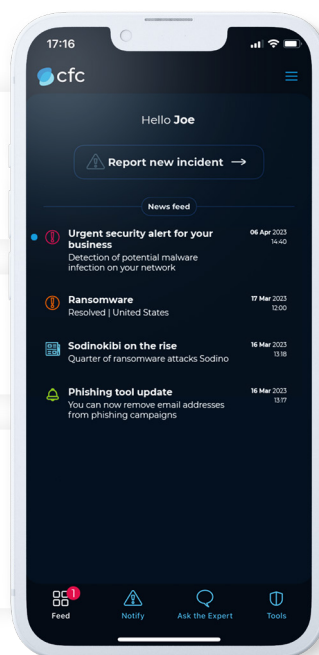 17:16
cfc
Hello Joe
Report new incident →
News feed
Urgent security alert for your
business
06 Apr 2023
14:40
Detection of potential malware
infection on your network
Ransomware
17 Mar 2023
12:00
Resolved | United States
Sodinokibi on the rise
16 Mar 2023
13:18
Quarter of ransomware attacks Sodino
Phishing tool update
16 Mar 2023
13:17
You can now remove email addresses
from phishing campaigns
1
Feed
Notify
Ask the Expert
Tools